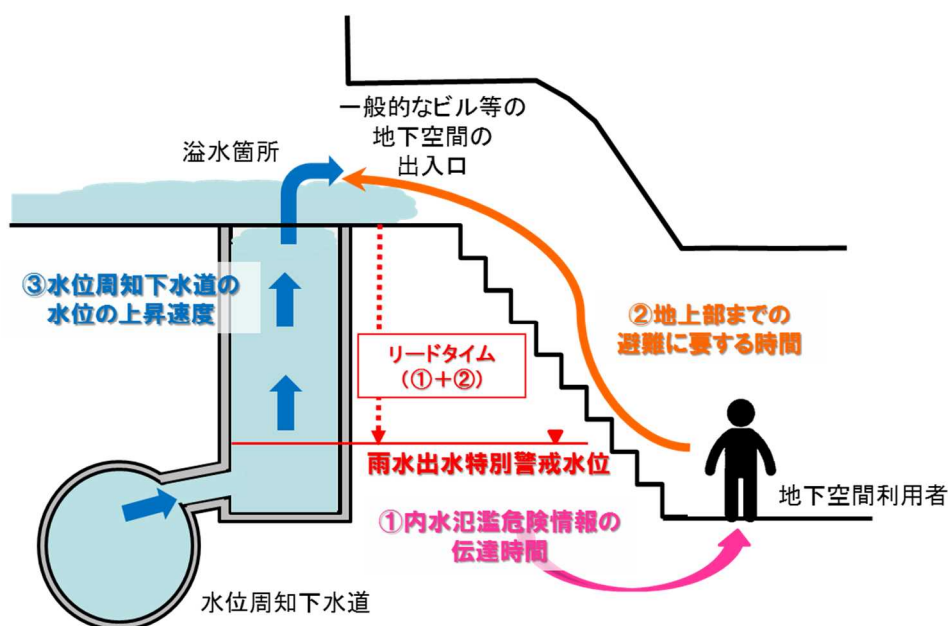 一般的なビル等の
地下空間の
出入口
溢水箇所
③水位周知下水道の
水位の上昇速度
②地上部までの
避難に要する時間
リードタイム
(①+②)
雨水出水特別警戒水位
地下空間利用者
①内水氾濫危険情報の
伝達時間
水位周知下水道